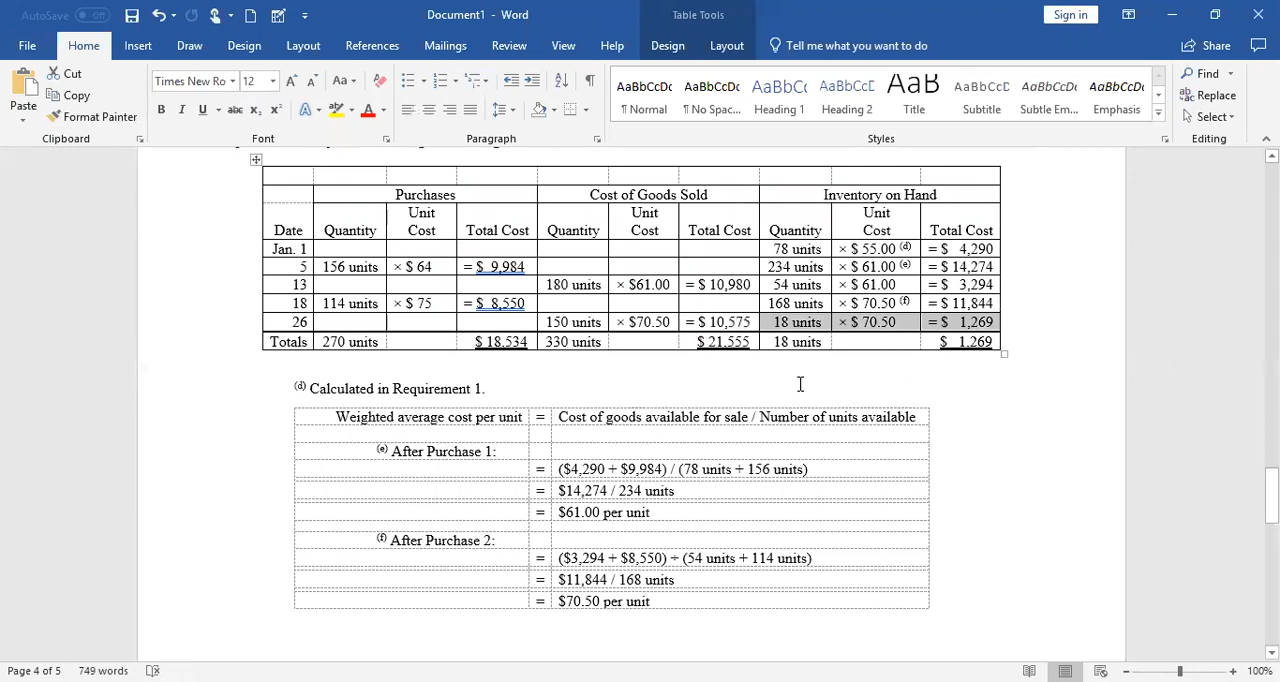 AutoSave Off
Document1 - Word
Table Tools
Sign in
File Home Insert Draw Design Layout References Mailings Review View Help Design Layout Tell me what you want to do Share
Paste
Cut
Copy
Format Painter
Times New Ro 12
Aa
B I U abc x₂ x² A A
AaBbCcDc AaBbCcDc AaBbCc AaBbCcD AaB AaBbCcD AaBbCcDc AaBbCcDc
¶ Normal ¶ No Spac... Heading 1 Heading 2 Title Subtitle Subtle Em... Emphasis
Find
Replace
Select
Clipboard Font Paragraph Styles Editing
Purchases Cost of Goods Sold Inventory on Hand
Unit Unit Unit
Date Quantity Cost Total Cost Quantity Cost Total Cost Quantity Cost Total Cost
Jan. 1 78 units × $ 55.00 (d) = $ 4,290
5 156 units × $ 64 = $ 9,984 234 units × $ 61.00 (e) = $ 14,274
13 180 units × $61.00 = $ 10,980 54 units × $ 61.00 = $ 3,294
18 114 units × $ 75 = $ 8,550 168 units × $ 70.50 (f) = $ 11,844
26 150 units × $70.50 = $ 10,575 18 units × $ 70.50 = $ 1,269
Totals 270 units $ 18,534 330 units $ 21,555 18 units $ 1,269
(d) Calculated in Requirement 1.
Weighted average cost per unit = Cost of goods available for sale / Number of units available
(e) After Purchase 1:
= ($4,290 + $9,984) / (78 units + 156 units)
= $14,274 / 234 units
= $61.00 per unit
(f) After Purchase 2:
= ($3,294 + $8,550) ÷ (54 units + 114 units)
= $11,844 / 168 units
= $70.50 per unit
Page 4 of 5 749 words 100%